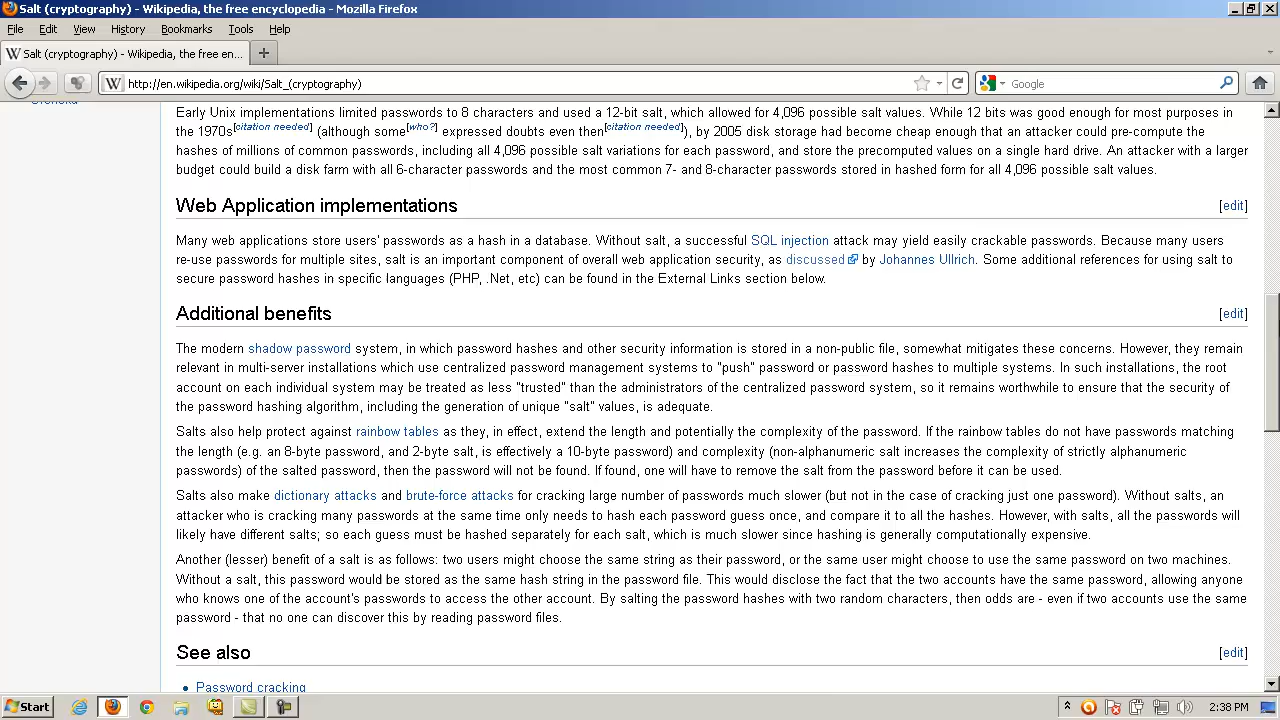 Salt (cryptography) - Wikipedia, the free encyclopedia - Mozilla Firefox
File Edit View History Bookmarks Tools Help
Salt (cryptography) - Wikipedia, the free en...
http://en.wikipedia.org/wiki/Salt_(cryptography)
Google
Early Unix implementations limited passwords to 8 characters and used a 12-bit salt, which allowed for 4,096 possible salt values. While 12 bits was good enough for most purposes in
the 1970s[citation needed] (although some[who?] expressed doubts even then[citation needed]), by 2005 disk storage had become cheap enough that an attacker could pre-compute the
hashes of millions of common passwords, including all 4,096 possible salt variations for each password, and store the precomputed values on a single hard drive. An attacker with a larger
budget could build a disk farm with all 6-character passwords and the most common 7- and 8-character passwords stored in hashed form for all 4,096 possible salt values.
Web Application implementations [edit]
Many web applications store users' passwords as a hash in a database. Without salt, a successful SQL injection attack may yield easily crackable passwords. Because many users
re-use passwords for multiple sites, salt is an important component of overall web application security, as discussed by Johannes Ullrich. Some additional references for using salt to
secure password hashes in specific languages (PHP, .Net, etc) can be found in the External Links section below.
Additional benefits [edit]
The modern shadow password system, in which password hashes and other security information is stored in a non-public file, somewhat mitigates these concerns. However, they remain
relevant in multi-server installations which use centralized password management systems to "push" password or password hashes to multiple systems. In such installations, the root
account on each individual system may be treated as less "trusted" than the administrators of the centralized password system, so it remains worthwhile to ensure that the security of
the password hashing algorithm, including the generation of unique "salt" values, is adequate.
Salts also help protect against rainbow tables as they, in effect, extend the length and potentially the complexity of the password. If the rainbow tables do not have passwords matching
the length (e.g. an 8-byte password, and 2-byte salt, is effectively a 10-byte password) and complexity (non-alphanumeric salt increases the complexity of strictly alphanumeric
passwords) of the salted password, then the password will not be found. If found, one will have to remove the salt from the password before it can be used.
Salts also make dictionary attacks and brute-force attacks for cracking large number of passwords much slower (but not in the case of cracking just one password). Without salts, an
attacker who is cracking many passwords at the same time only needs to hash each password guess once, and compare it to all the hashes. However, with salts, all the passwords will
likely have different salts; so each guess must be hashed separately for each salt, which is much slower since hashing is generally computationally expensive.
Another (lesser) benefit of a salt is as follows: two users might choose the same string as their password, or the same user might choose to use the same password on two machines.
Without a salt, this password would be stored as the same hash string in the password file. This would disclose the fact that the two accounts have the same password, allowing anyone
who knows one of the account's passwords to access the other account. By salting the password hashes with two random characters, then odds are - even if two accounts use the same
password - that no one can discover this by reading password files.
See also [edit]
Password cracking
Start 2:38 PM